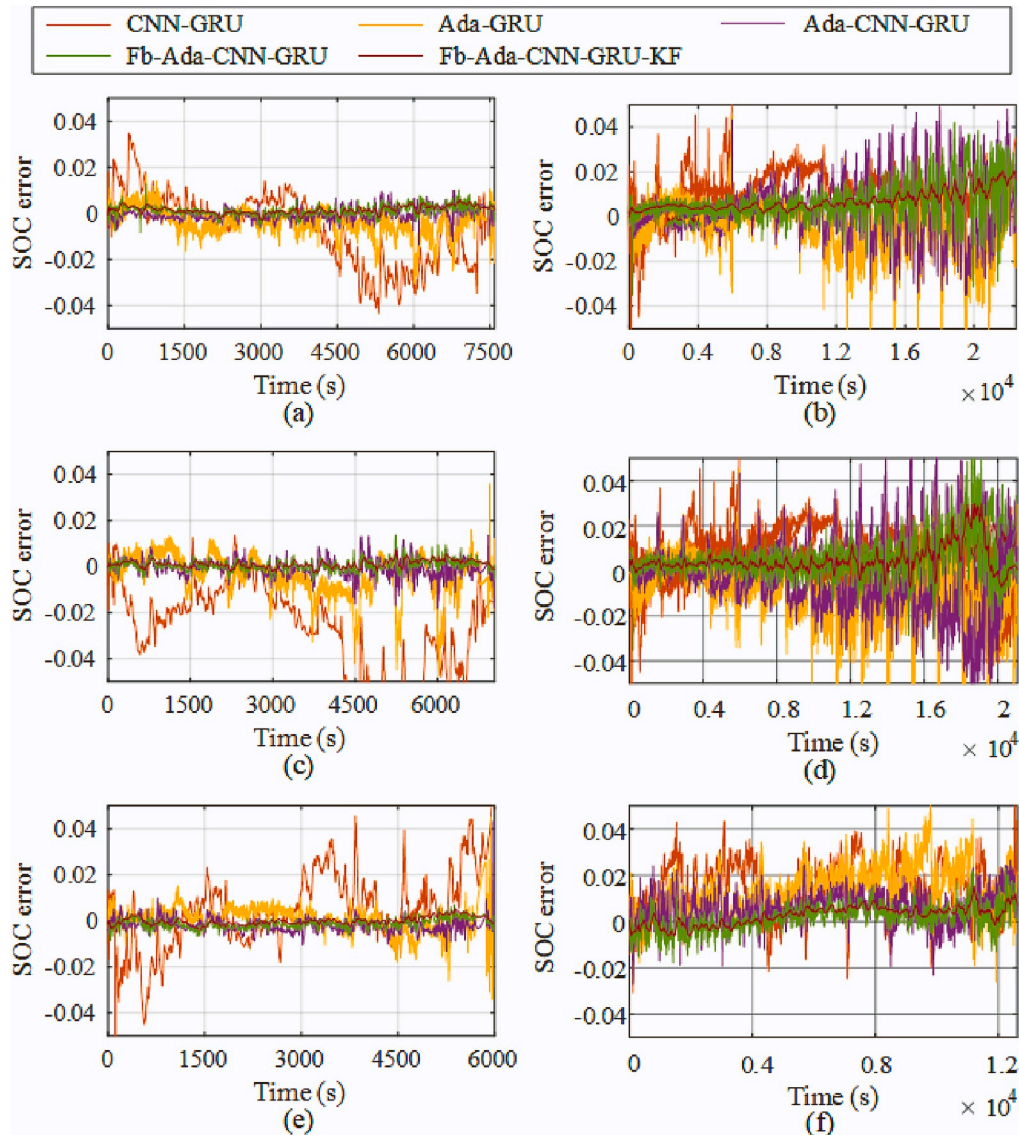 CNN-GRU Ada-GRU Ada-CNN-GRU
Fb-Ada-CNN-GRU Fb-Ada-CNN-GRU-KF
0.04 0.04
0.02 0.02
0 0
-0.02 -0.02
-0.04 -0.04
SOC error SOC error
0 1500 3000 4500 6000 7500 0 0.4 0.8 1.2 1.6 2
Time (s) Time (s) × 10⁴
(a) (b)
0.04 0.04
0.02 0.02
0 0
-0.02 -0.02
-0.04 -0.04
SOC error SOC error
0 1500 3000 4500 6000 0 0.4 0.8 1.2 1.6 2
Time (s) Time (s) × 10⁴
(c) (d)
0.04 0.04
0.02 0.02
0 0
-0.02 -0.02
-0.04 -0.04
SOC error SOC error
0 1500 3000 4500 6000 0 0.4 0.8 1.2
Time (s) Time (s) × 10⁴
(e) (f)